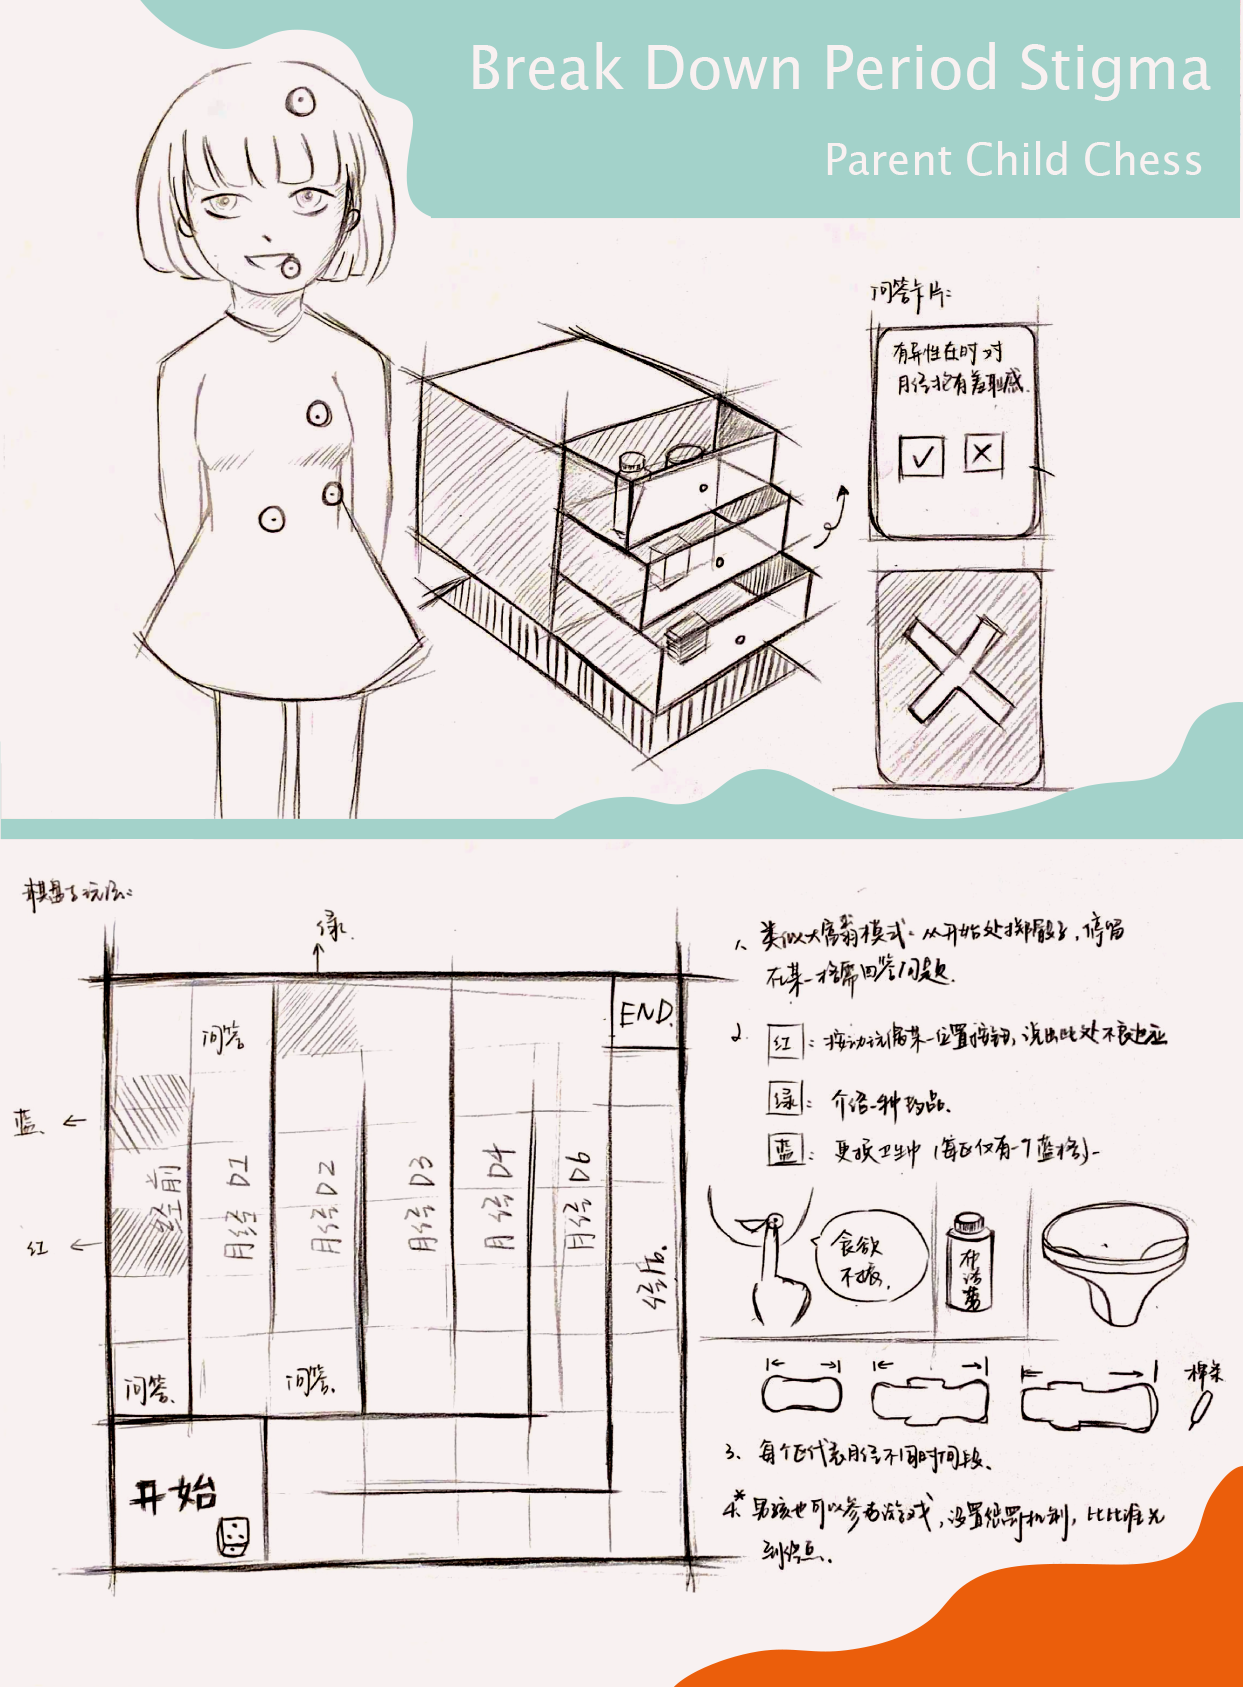 Break Down Period Stigma
Parent Child Chess
问答卡片:
有异性在时对
月经抱有羞耻感.
棋盘与玩法:
绿.
END.
问答
蓝
红
经前
月经 D1
月经 D2
月经 D3
月经 D4
月经 D6
经后.
问答.
问答.
开始
1、类似大富翁模式: 从开始处掷骰子, 停留
在某一格需回答问题.
2. 红: 按动玩偶某一位置按钮, 说出此处不良反应
绿: 介绍一种药品.
蓝: 更换卫生巾 (每区仅有一个蓝格).
食欲
不振.
布洛芬
棉条
3、每个区代表月经不同时间段、
4*. 男孩也可以参与游戏, 设置惩罚机制, 比比谁先
到终点.